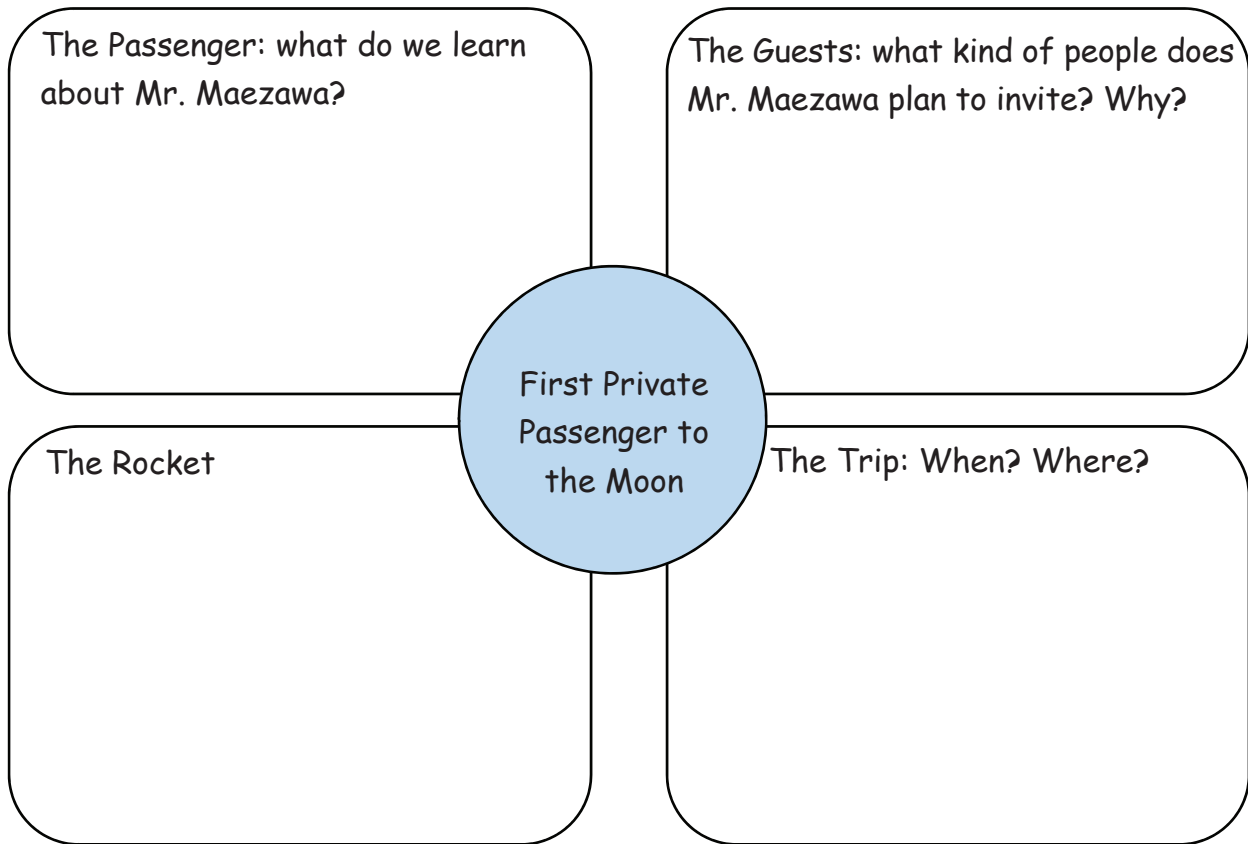 The Passenger: what do we learn
about Mr. Maezawa?
The Guests: what kind of people does
Mr. Maezawa plan to invite? Why?
First Private
Passenger to
the Moon
The Rocket
The Trip: When? Where?